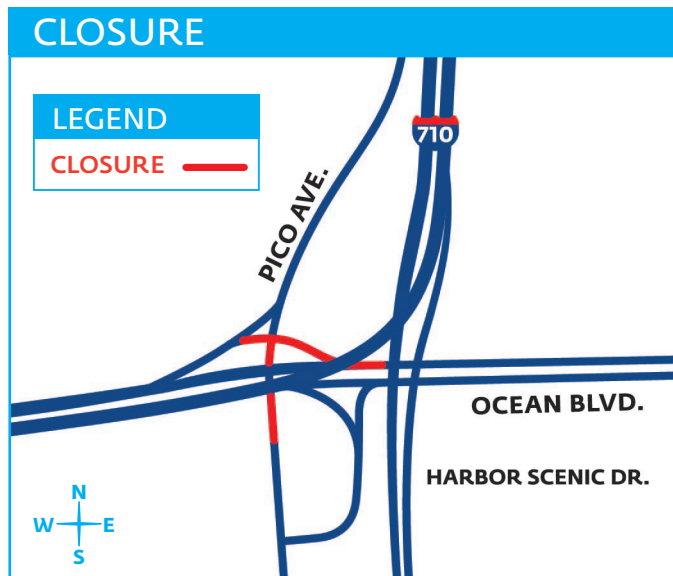 CLOSURE
LEGEND
CLOSURE
710
PICO AVE.
OCEAN BLVD.
HARBOR SCENIC DR.
N
W E
S